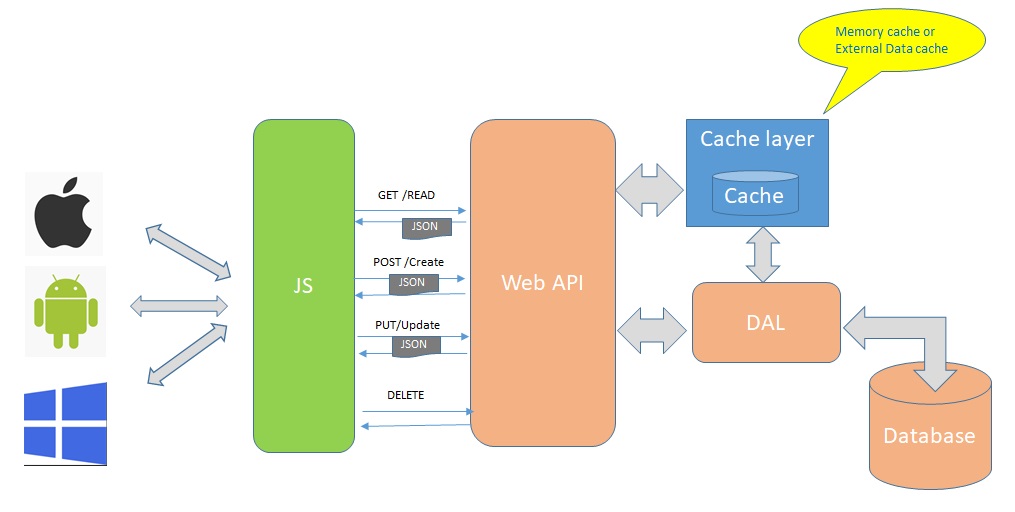 Memory cache or
External Data cache
Cache layer
Cache
GET /READ
JSON
POST /Create
JSON
JS
Web API
PUT/Update
JSON
DAL
DELETE
Database